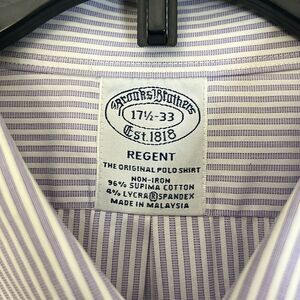 Brooks Brothers
17½-33
Est. 1818
REGENT
THE ORIGINAL POLO SHIRT
NON-IRON
96% SUPIMA COTTON
4% LYCRA®SPANDEX
MADE IN MALAYSIA